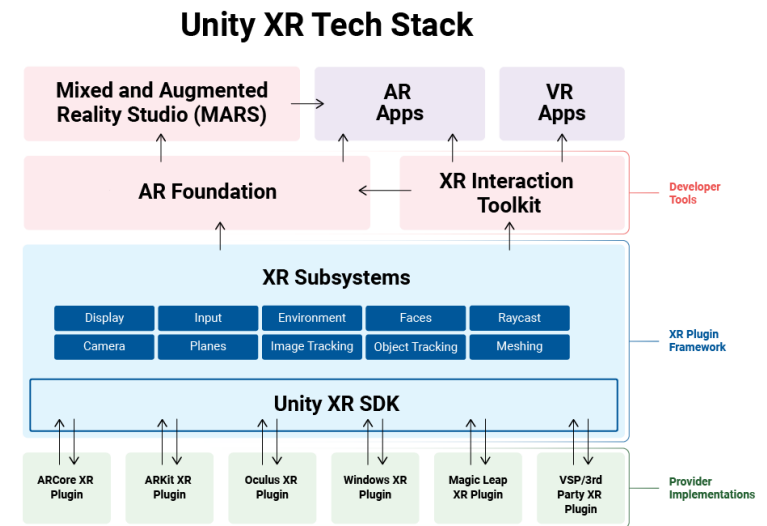 Unity XR Tech Stack
Mixed and Augmented
Reality Studio (MARS)
AR
Apps
VR
Apps
AR Foundation
XR Interaction
Toolkit
Developer
Tools
XR Subsystems
Display
Input
Environment
Faces
Raycast
Camera
Planes
Image Tracking
Object Tracking
Meshing
XR Plugin
Framework
Unity XR SDK
ARCore XR
Plugin
ARKit XR
Plugin
Oculus XR
Plugin
Windows XR
Plugin
Magic Leap
XR Plugin
VSP/3rd
Party XR
Plugin
Provider
Implementations